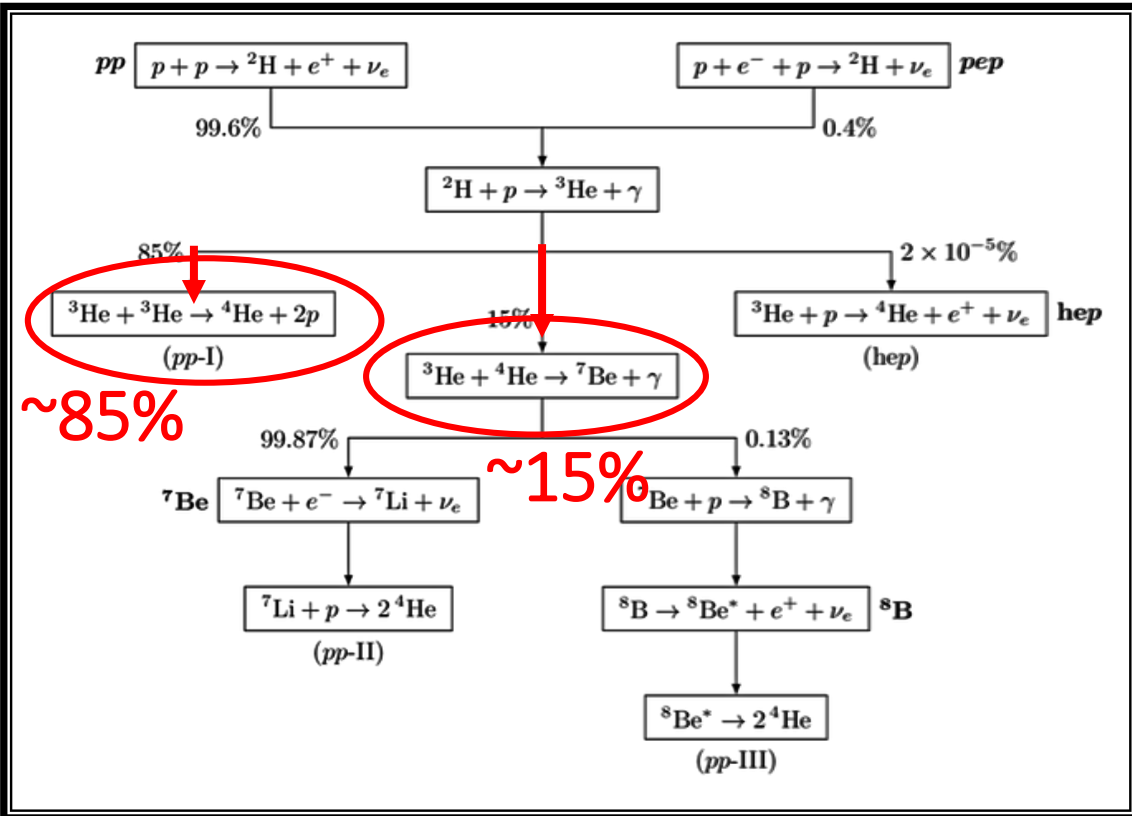 pp p + p → ²H + e⁺ + νₑ
p + e⁻ + p → ²H + νₑ pep
99.6%
0.4%
²H + p → ³He + γ
85%
2 × 10⁻⁵%
³He + ³He → ⁴He + 2p
15%
³He + p → ⁴He + e⁺ + νₑ hep
(pp-I)
(hep)
³He + ⁴He → ⁷Be + γ
~85%
99.87%
0.13%
~15%
⁷Be ⁷Be + e⁻ → ⁷Li + νₑ
Be + p → ⁸B + γ
⁷Li + p → 2 ⁴He
⁸B → ⁸Be* + e⁺ + νₑ ⁸B
(pp-II)
⁸Be* → 2 ⁴He
(pp-III)